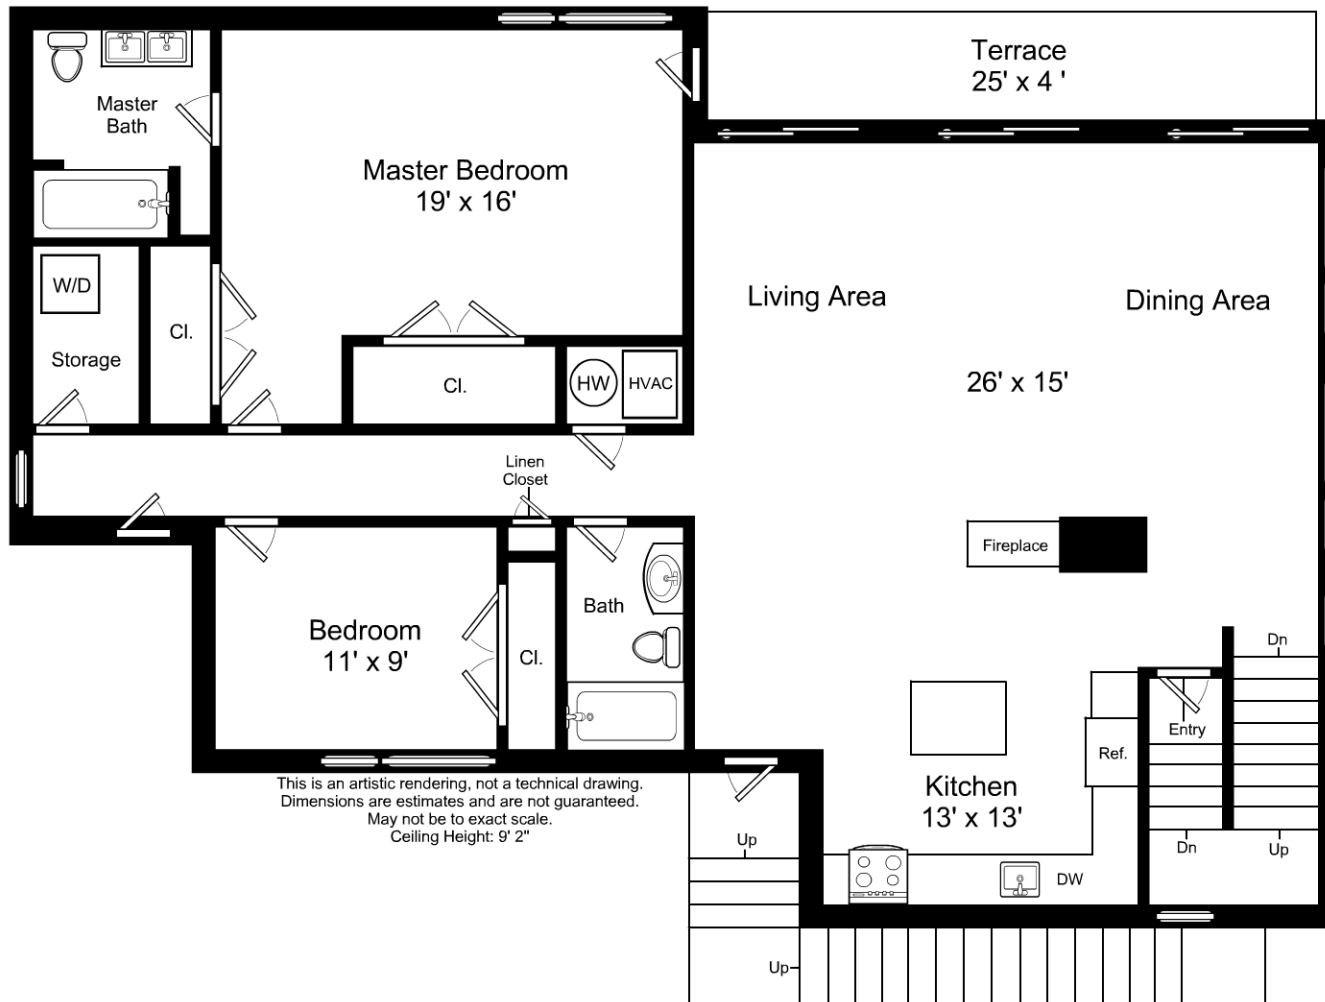 Terrace
25' x 4 '
Master
Bath
Master Bedroom
19' x 16'
W/D
Storage
Cl.
Cl.
HW
HVAC
Living Area
Dining Area
26' x 15'
Linen
Closet
Fireplace
Bedroom
11' x 9'
Cl.
Bath
Dn
Entry
Ref.
Kitchen
13' x 13'
Dn
Up
DW
This is an artistic rendering, not a technical drawing.
Dimensions are estimates and are not guaranteed.
May not be to exact scale.
Ceiling Height: 9' 2"
Up
Up